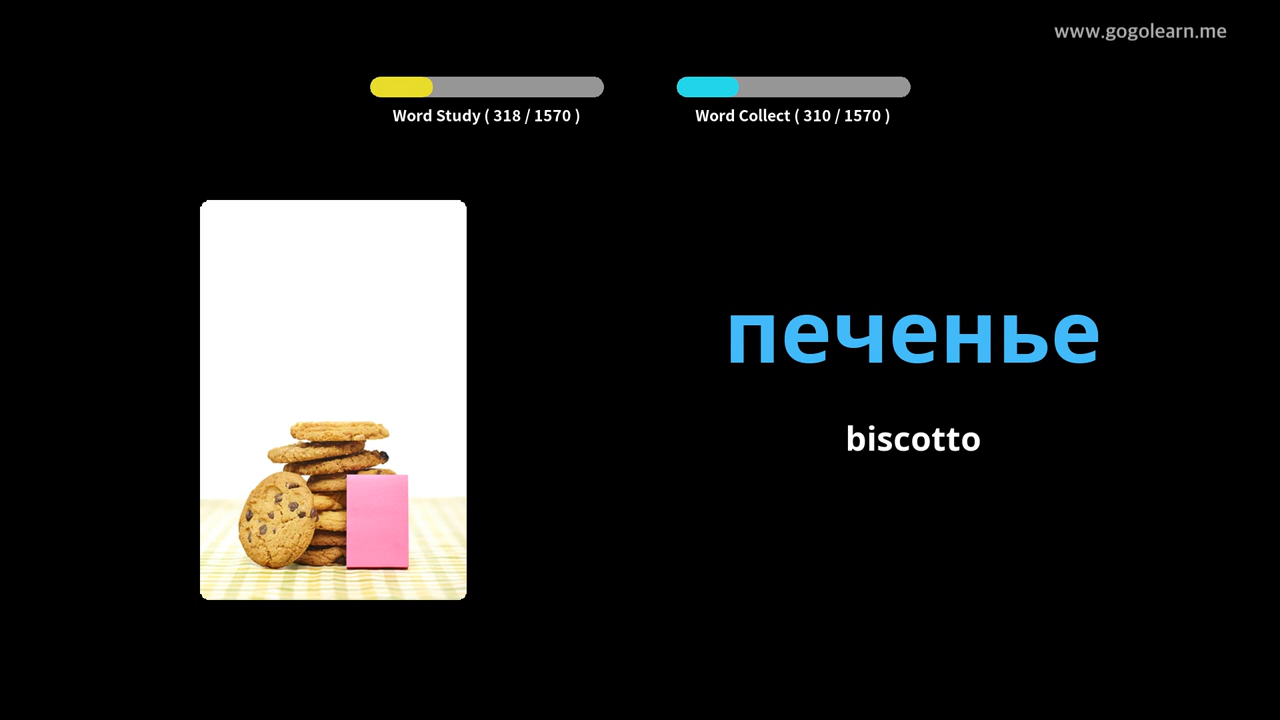 www.gogolearn.me
Word Study ( 318 / 1570 )
Word Collect ( 310 / 1570 )
печенье
biscotto